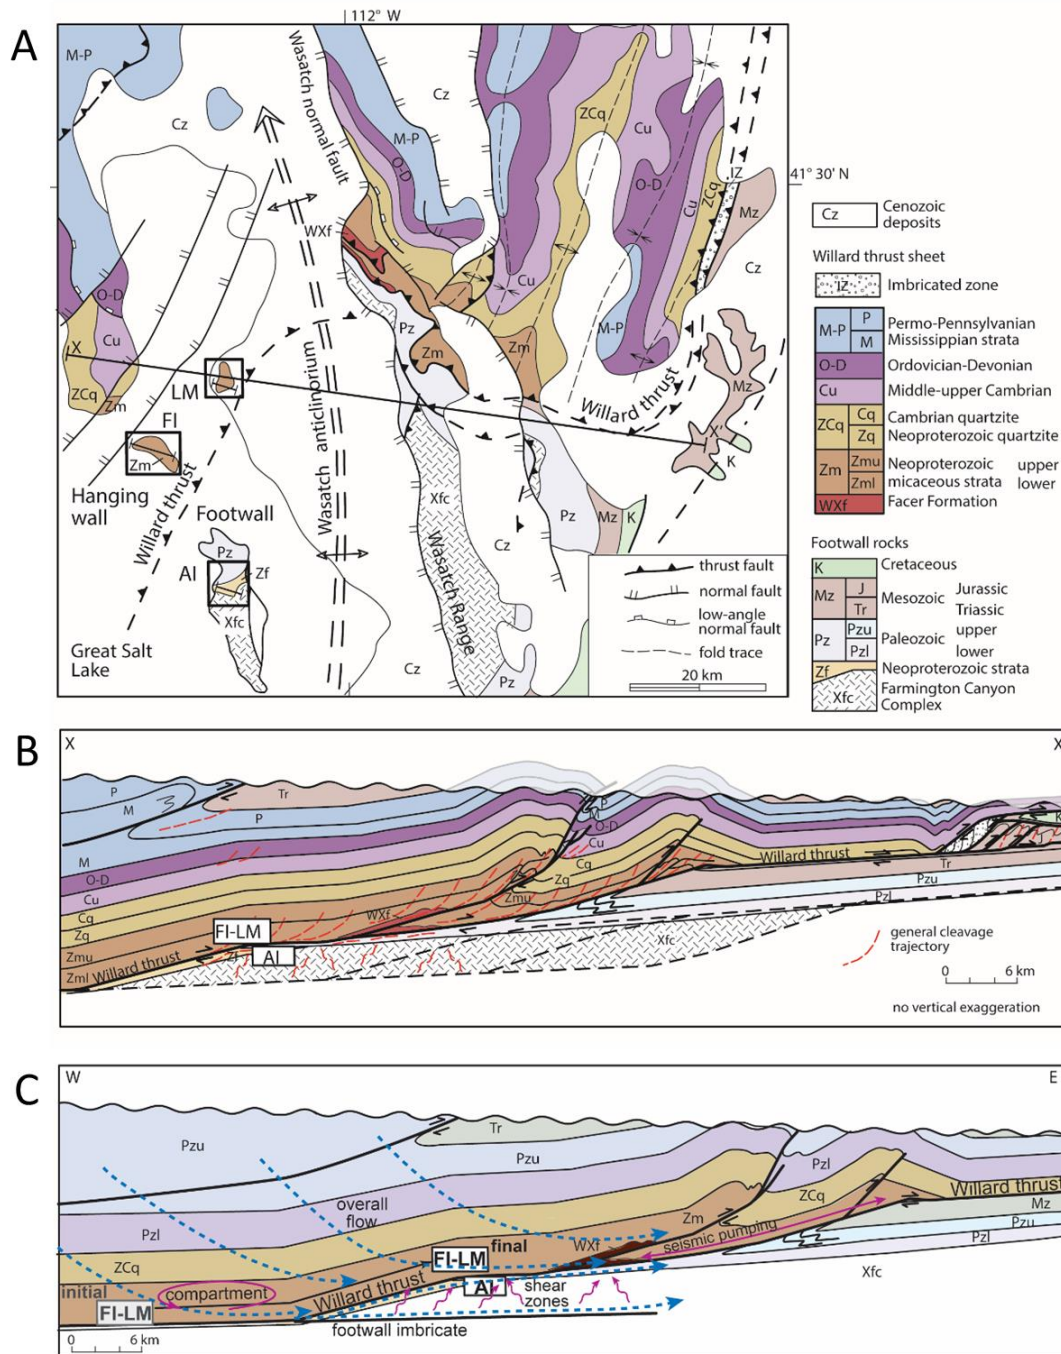 A
112° W
M-P
Cz
Wasatch normal fault
M-P
Cz
O-D
ZCq
Cu
O-D
Cu
ZCq
IZ
Mz
41° 30' N
WXf
Cz
O-D
Cu
X
ZCq
Zm
LM
FI
Zm
Hanging
wall
Willard thrust
Footwall
Pz
AI
Zf
Xfc
Great Salt
Lake
Wasatch anticlinorium
Pz
Zm
Cu
Zm
M-P
Willard thrust
Mz
X'
K
Xfc
Wasatch Range
Cz
Pz
Mz
K
Cz
Pz
thrust fault
normal fault
low-angle
normal fault
fold trace
20 km
Cz Cenozoic
deposits
Willard thrust sheet
IZ Imbricated
zone
M-P P Permo-Pennsylvanian
M Mississippian strata
O-D Ordovician-Devonian
Cu Middle-upper Cambrian
ZCq Cq Cambrian quartzite
Zq Neoproterozoic quartzite
Zm Zmu Neoproterozoic upper
Zml micaceous strata lower
WXf Facer Formation
Footwall rocks
K Cretaceous
Mz J Mesozoic Jurassic
Tr Triassic
Pz Pzu Paleozoic upper
Pzl lower
Zf Neoproterozoic strata
Xfc Farmington Canyon
Complex
B
X
X
P
M
Tr
P
M
O-D
Cu
Cq
Zq
Zmu
Zml
Willard thrust
FI-LM
Zf
AI
WXf
P
M
O-D
Cu
Cq
Zq
Zmu
Willard thrust
Tr
Pzu
Pzl
Xfc
K
J
general cleavage
trajectory
0 6 km
no vertical exaggeration
C
W
E
Pzu
Tr
Pzu
Pzl
overall
flow
Pzl
ZCq
Zm
ZCq
Willard thrust
Mz
Pzu
Pzl
Xfc
WXf
seismic pumping
final
FI-LM
initial
compartment
Willard thrust
AI
shear
zones
FI-LM
footwall imbricate
0 6 km